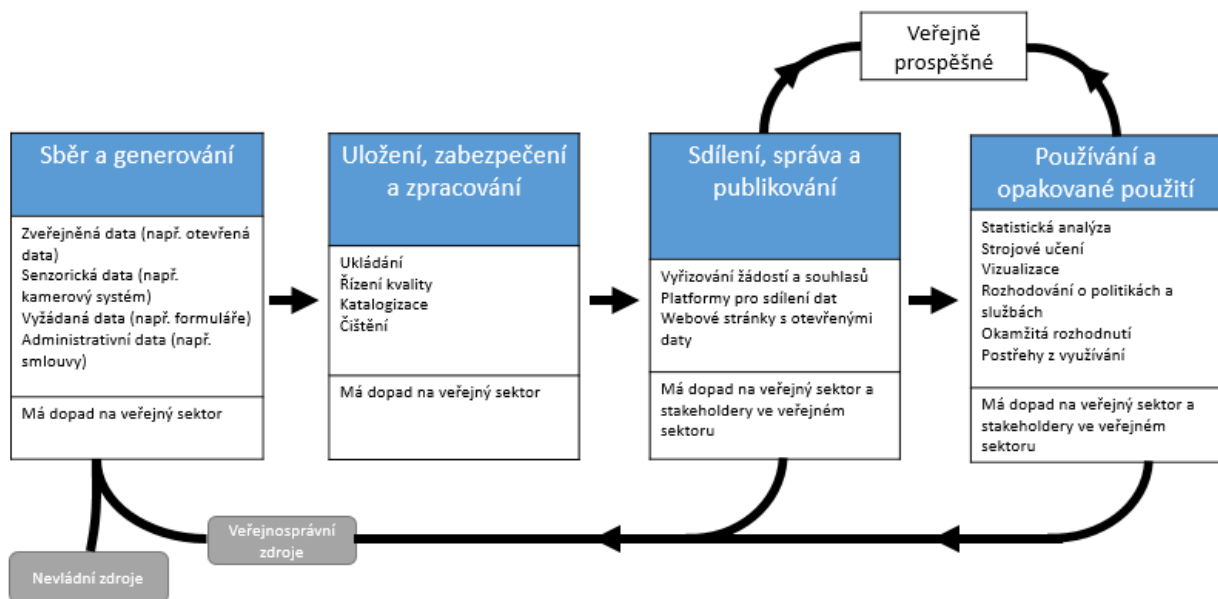 Veřejně
prospěšné
Sběr a generování
Zveřejněná data (např. otevřená
data)
Senzorická data (např.
kamerový systém)
Vyžádaná data (např. formuláře)
Administrativní data (např.
smlouvy)
Má dopad na veřejný sektor
Uložení, zabezpečení
a zpracování
Ukládání
Řízení kvality
Katalogizace
Čištění
Má dopad na veřejný sektor
Sdílení, správa a
publikování
Vyřizování žádostí a souhlasů
Platformy pro sdílení dat
Webové stránky s otevřenými
daty
Má dopad na veřejný sektor a
stakeholdery ve veřejném
sektoru
Používání a
opakované použití
Statistická analýza
Strojové učení
Vizualizace
Rozhodování o politikách a
službách
Okamžitá rozhodnutí
Postřehy z využívání
Má dopad na veřejný sektor a
stakeholdery ve veřejném
sektoru
Veřejnosprávní
zdroje
Nevládní zdroje